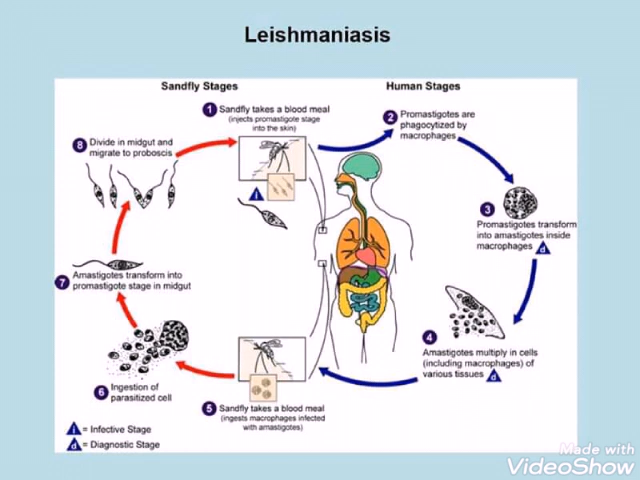 Leishmaniasis
Sandfly Stages
Human Stages
1 Sandfly takes a blood meal
(injects promastigote stage
into the skin)
2 Promastigotes are
phagocytized by
macrophages
8 Divide in midgut and
migrate to proboscis
i
3
Promastigotes transform
into amastigotes inside
macrophages d
7 Amastigotes transform into
promastigote stage in midgut
4
Amastigotes multiply in cells
(including macrophages) of
various tissues d
6 Ingestion of
parasitized cell
5 Sandfly takes a blood meal
(ingests macrophages infected
with amastigotes)
i = Infective Stage
d = Diagnostic Stage
Made with
VideoShow